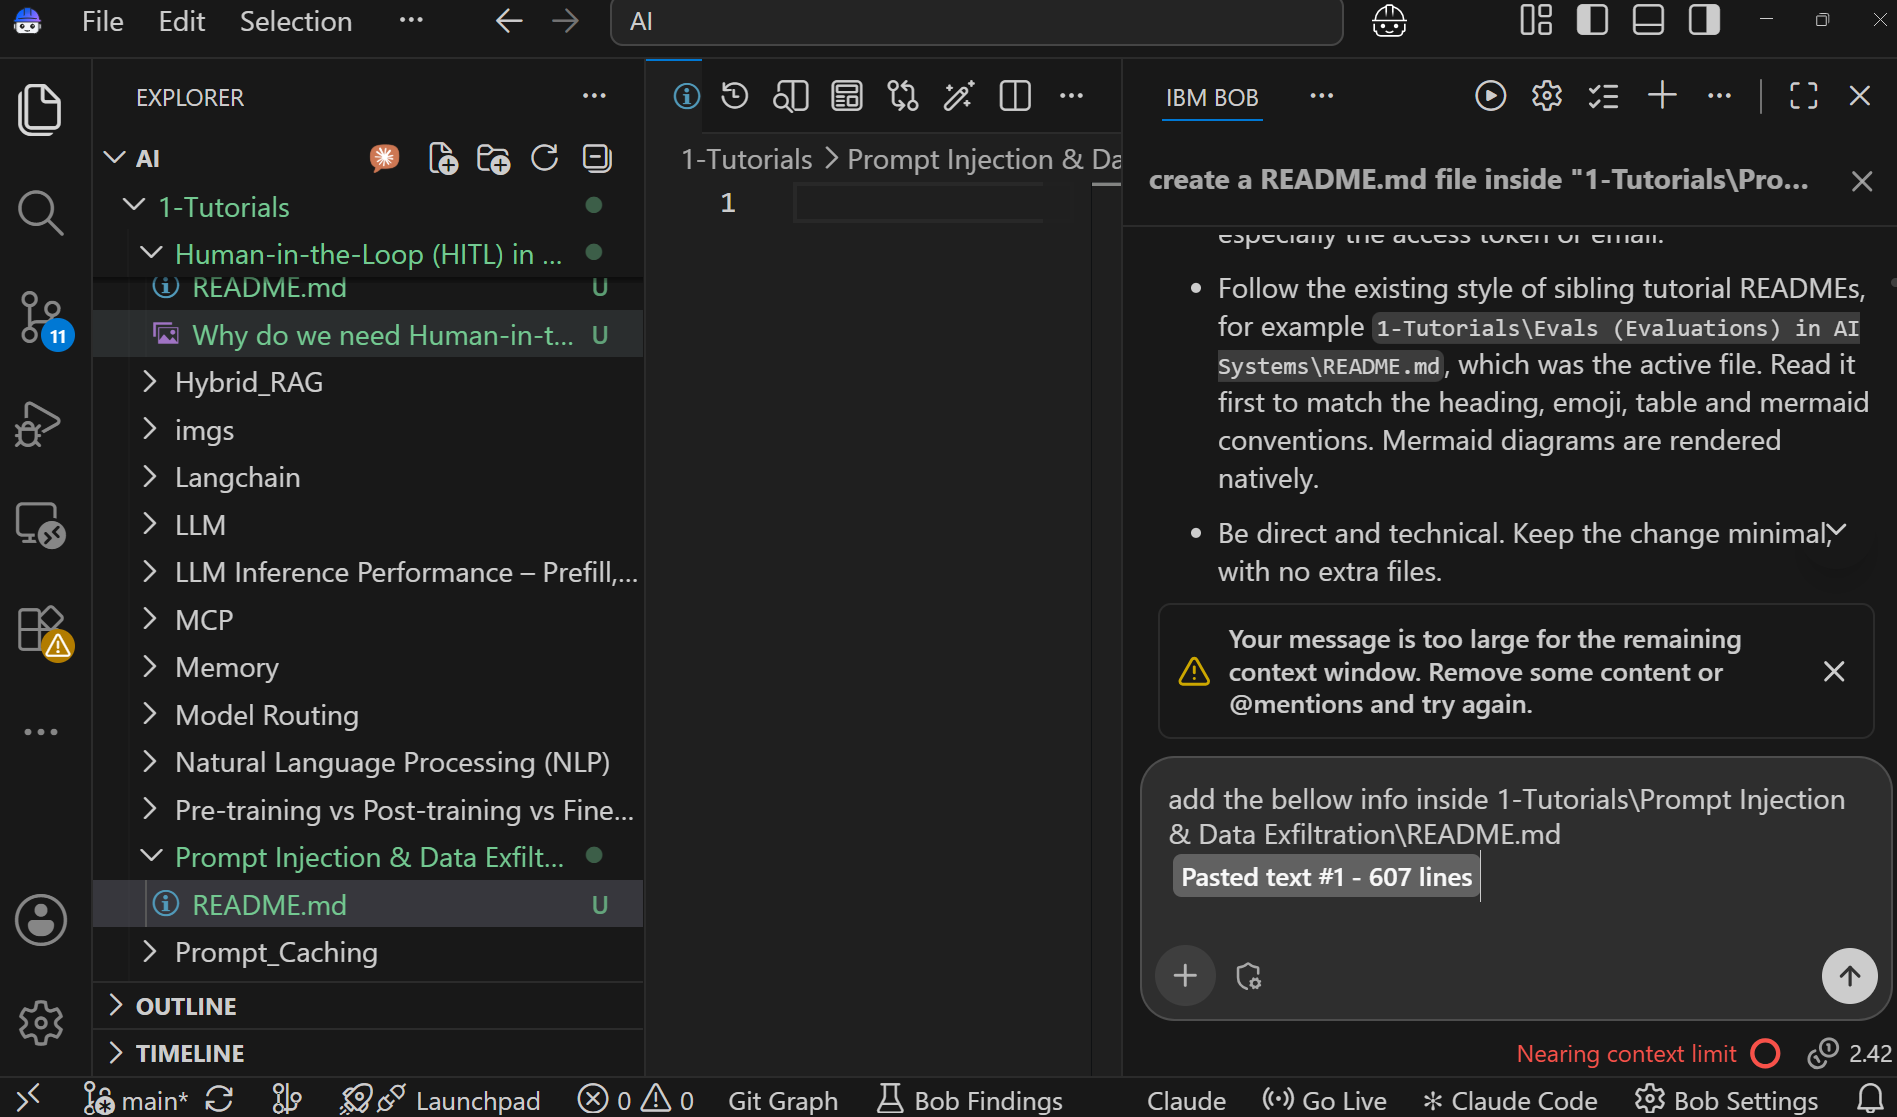 File Edit Selection ··· AI
EXPLORER ···
AI
1-Tutorials
Human-in-the-Loop (HITL) in ...
README.md U
Why do we need Human-in-t... U
Hybrid_RAG
imgs
Langchain
LLM
LLM Inference Performance – Prefill,...
MCP
Memory
Model Routing
Natural Language Processing (NLP)
Pre-training vs Post-training vs Fine...
Prompt Injection & Data Exfilt...
README.md U
Prompt_Caching
OUTLINE
TIMELINE
11
1-Tutorials > Prompt Injection & Da
1
IBM BOB ···
create a README.md file inside "1-Tutorials\Pro...
especially the access token or email.
• Follow the existing style of sibling tutorial READMEs,
for example 1-Tutorials\Evals (Evaluations) in AI
Systems\README.md, which was the active file. Read it
first to match the heading, emoji, table and mermaid
conventions. Mermaid diagrams are rendered
natively.
• Be direct and technical. Keep the change minimal,
with no extra files.
Your message is too large for the remaining
context window. Remove some content or
@mentions and try again.
add the bellow info inside 1-Tutorials\Prompt Injection
& Data Exfiltration\README.md
Pasted text #1 - 607 lines
Nearing context limit 1 2.42
main* Launchpad 0 0 Git Graph Bob Findings Claude Go Live Claude Code Bob Settings